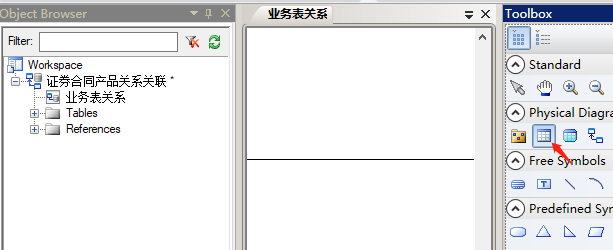 Object Browser
Filter:
Workspace
证券合同产品关系关联 *
业务表关系
Tables
References
业务表关系
Toolbox
Standard
Physical Diagra
Free Symbols
Predefined Syr